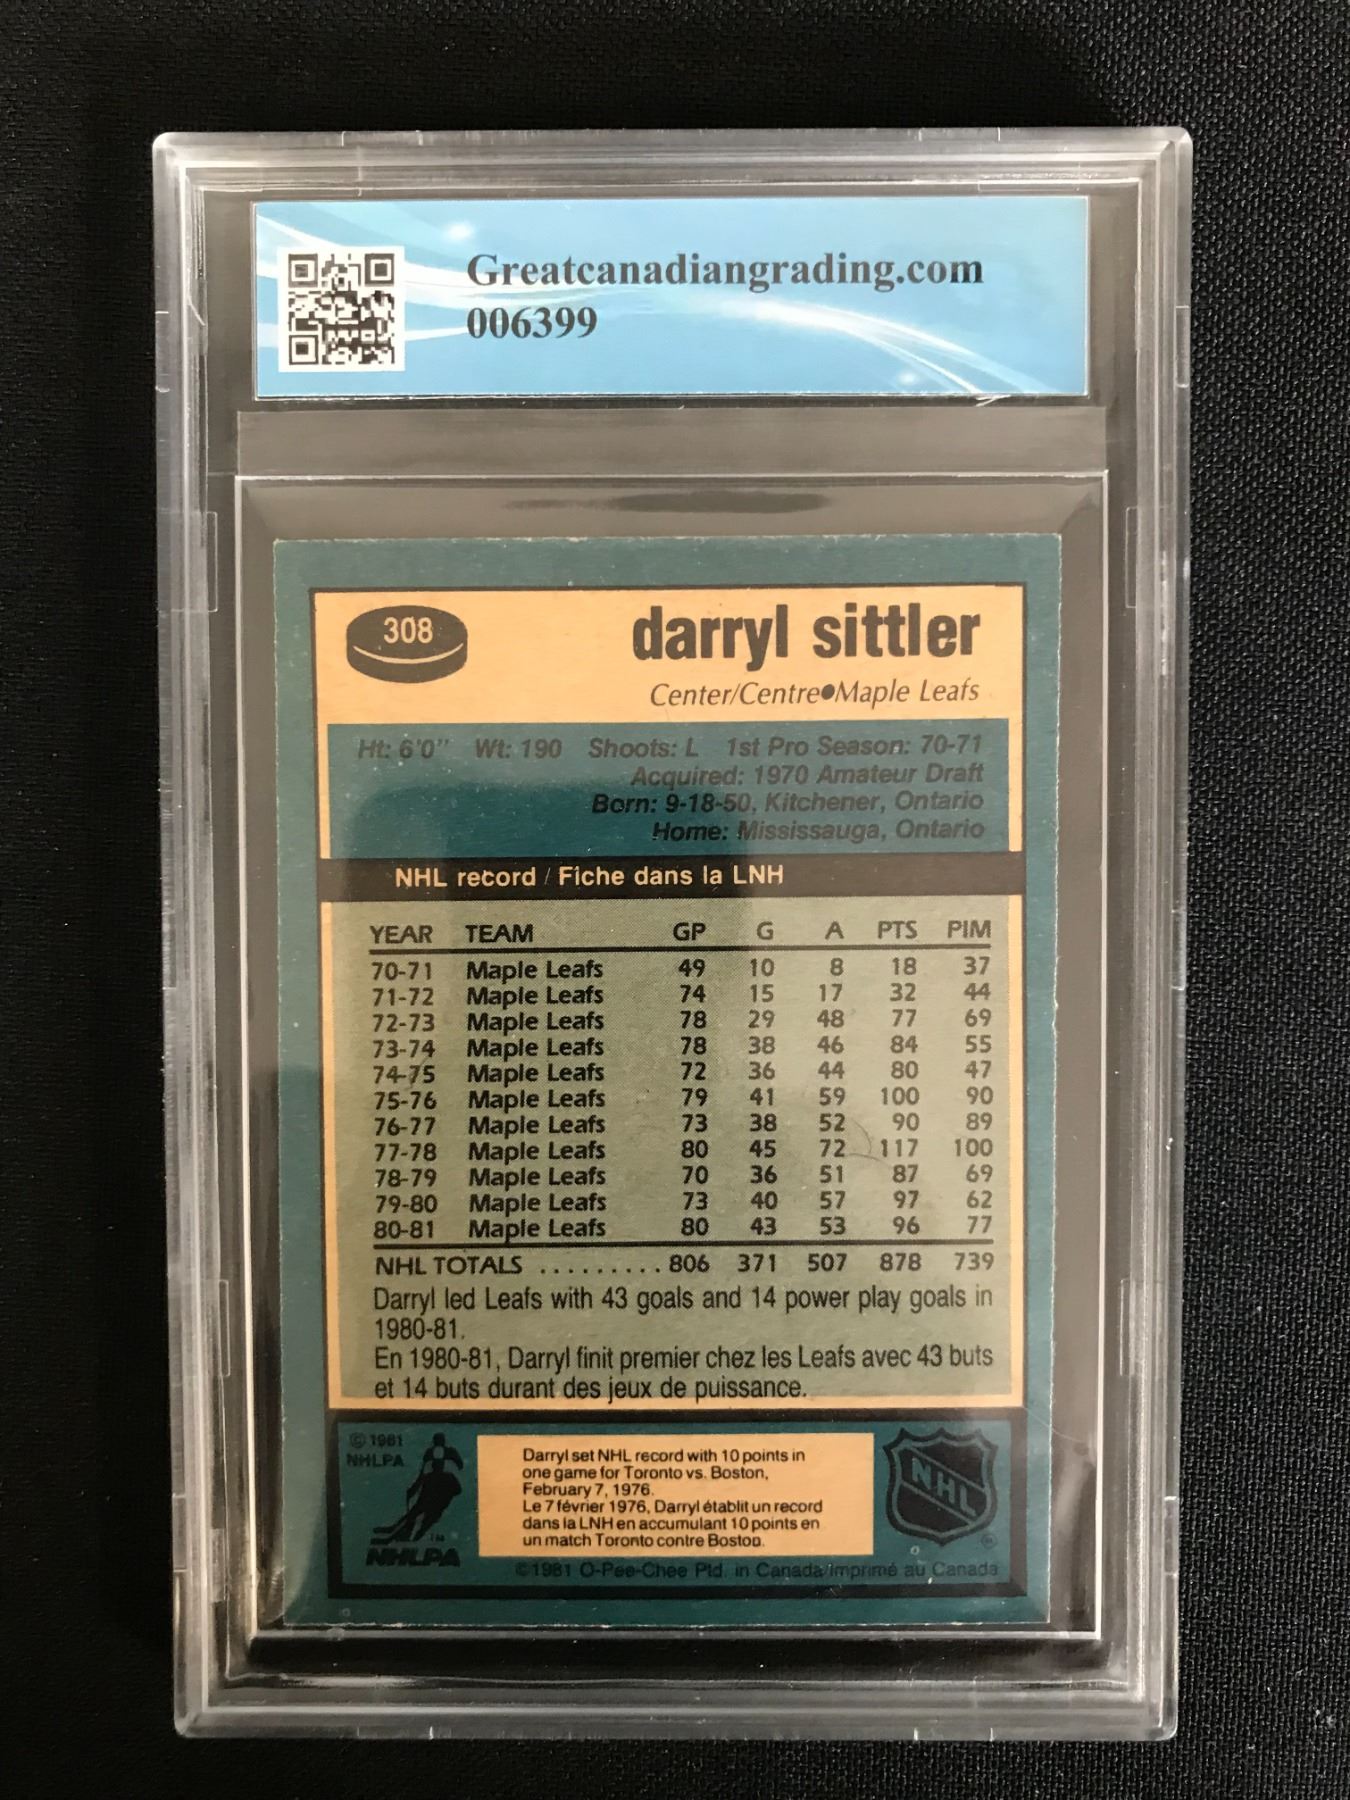 Greatcanadiangrading.com
006399
308
darryl sittler
Center/Centre●Maple Leafs
Ht: 6'0" Wt: 190 Shoots: L 1st Pro Season: 70-71
Acquired: 1970 Amateur Draft
Born: 9-18-50, Kitchener, Ontario
Home: Mississauga, Ontario
NHL record / Fiche dans la LNH
YEAR TEAM GP G A PTS PIM
70-71 Maple Leafs 49 10 8 18 37
71-72 Maple Leafs 74 15 17 32 44
72-73 Maple Leafs 78 29 48 77 69
73-74 Maple Leafs 78 38 46 84 55
74-75 Maple Leafs 72 36 44 80 47
75-76 Maple Leafs 79 41 59 100 90
76-77 Maple Leafs 73 38 52 90 89
77-78 Maple Leafs 80 45 72 117 100
78-79 Maple Leafs 70 36 51 87 69
79-80 Maple Leafs 73 40 57 97 62
80-81 Maple Leafs 80 43 53 96 77
NHL TOTALS ......... 806 371 507 878 739
Darryl led Leafs with 43 goals and 14 power play goals in
1980-81.
En 1980-81, Darryl finit premier chez les Leafs avec 43 buts
et 14 buts durant des jeux de puissance.
© 1981
NHLPA
TM
NHLPA
Darryl set NHL record with 10 points in
one game for Toronto vs. Boston,
February 7, 1976.
Le 7 février 1976, Darryl établit un record
dans la LNH en accumulant 10 points en
un match Toronto contre Boston.
NHL
®
©1981 O-Pee-Chee Ptd. in Canada/Imprimé au Canada